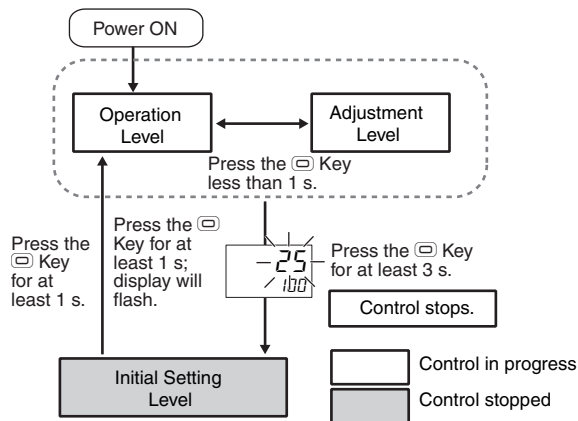 Power ON
Operation
Level
Adjustment
Level
Press the Key
less than 1 s.
Press the
Key
for at
least 1 s.
Press the
Key for at
least 1 s;
display will
flash.
25
100
Press the Key
for at least 3 s.
Control stops.
Initial Setting
Level
Control in progress
Control stopped